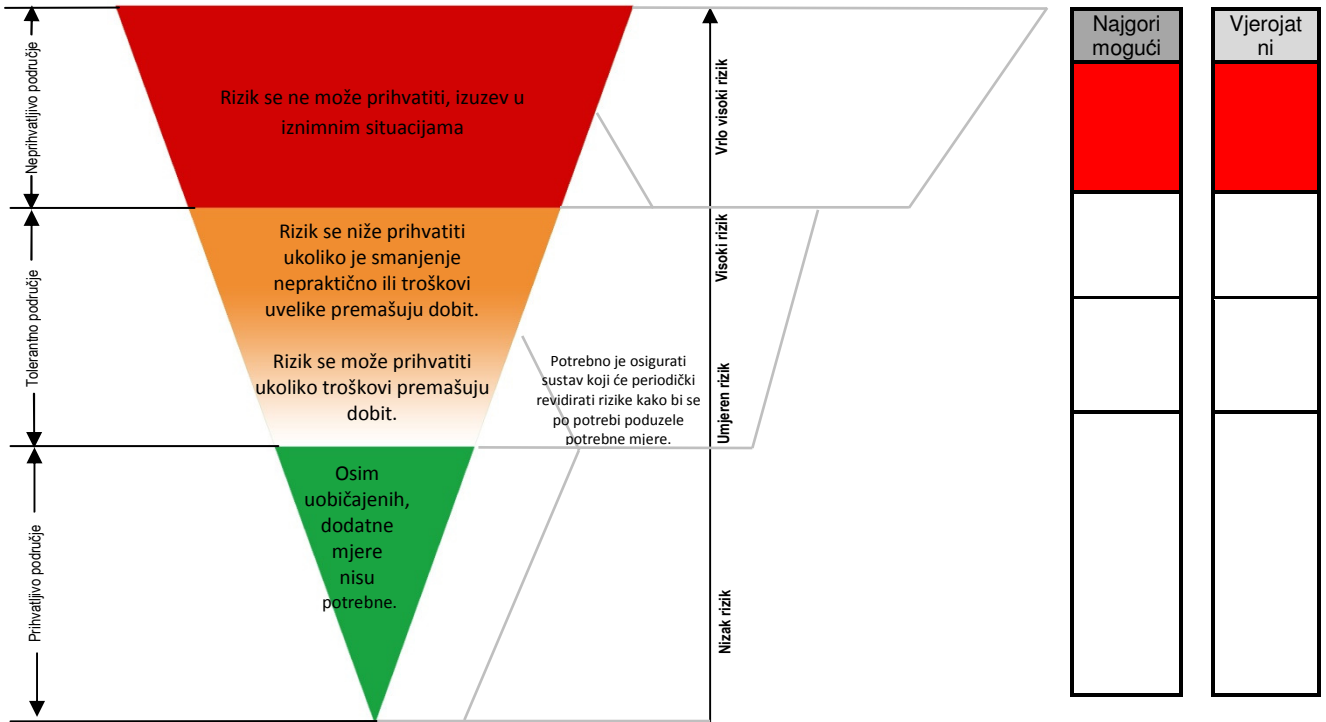 Neprihvatljivo područje
Tolerantno područje
Prihvatljivo područje
Rizik se ne može prihvatiti, izuzev u
iznimnim situacijama
Rizik se niže prihvatiti
ukoliko je smanjenje
nepraktično ili troškovi
uvelike premašuju dobit.
Rizik se može prihvatiti
ukoliko troškovi premašuju
dobit.
Osim
uobičajenih,
dodatne
mjere
nisu
potrebne.
Potrebno je osigurati
sustav koji će periodički
revidirati rizike kako bi se
po potrebi poduzele
potrebne mjere.
Vrlo visoki rizik
Visoki rizik
Umjeren rizik
Nizak rizik
Najgori
mogući
Vjerojat
ni